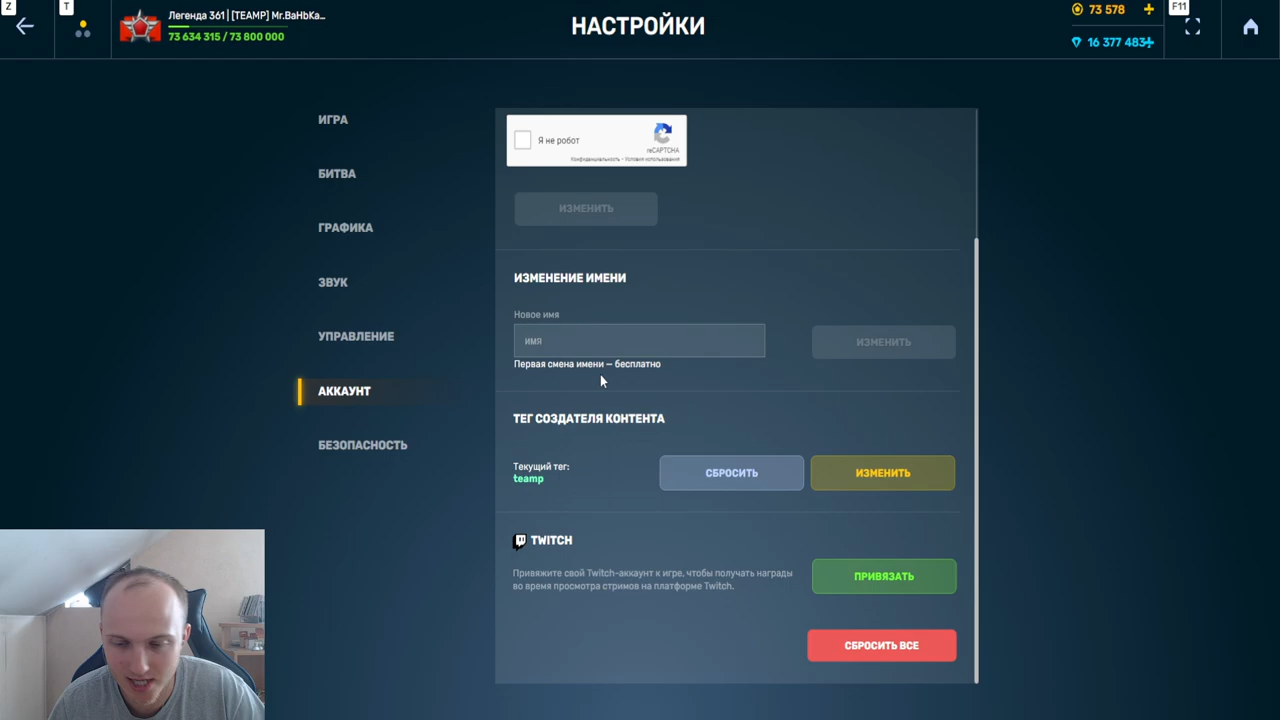 Z
T
Легенда 361 | [TEAMP] Mr.BaHbKa...
73 634 315 / 73 800 000
НАСТРОЙКИ
73 578
16 377 483
F11
ИГРА
БИТВА
ГРАФИКА
ЗВУК
УПРАВЛЕНИЕ
АККАУНТ
БЕЗОПАСНОСТЬ
Я не робот
reCAPTCHA
Конфиденциальность - Условия использования
ИЗМЕНИТЬ
ИЗМЕНЕНИЕ ИМЕНИ
Новое имя
ИМЯ
ИЗМЕНИТЬ
Первая смена имени — бесплатно
ТЕГ СОЗДАТЕЛЯ КОНТЕНТА
Текущий тег:
teamp
СБРОСИТЬ
ИЗМЕНИТЬ
TWITCH
Привяжите свой Twitch-аккаунт к игре, чтобы получать награды
во время просмотра стримов на платформе Twitch.
ПРИВЯЗАТЬ
СБРОСИТЬ ВСЕ